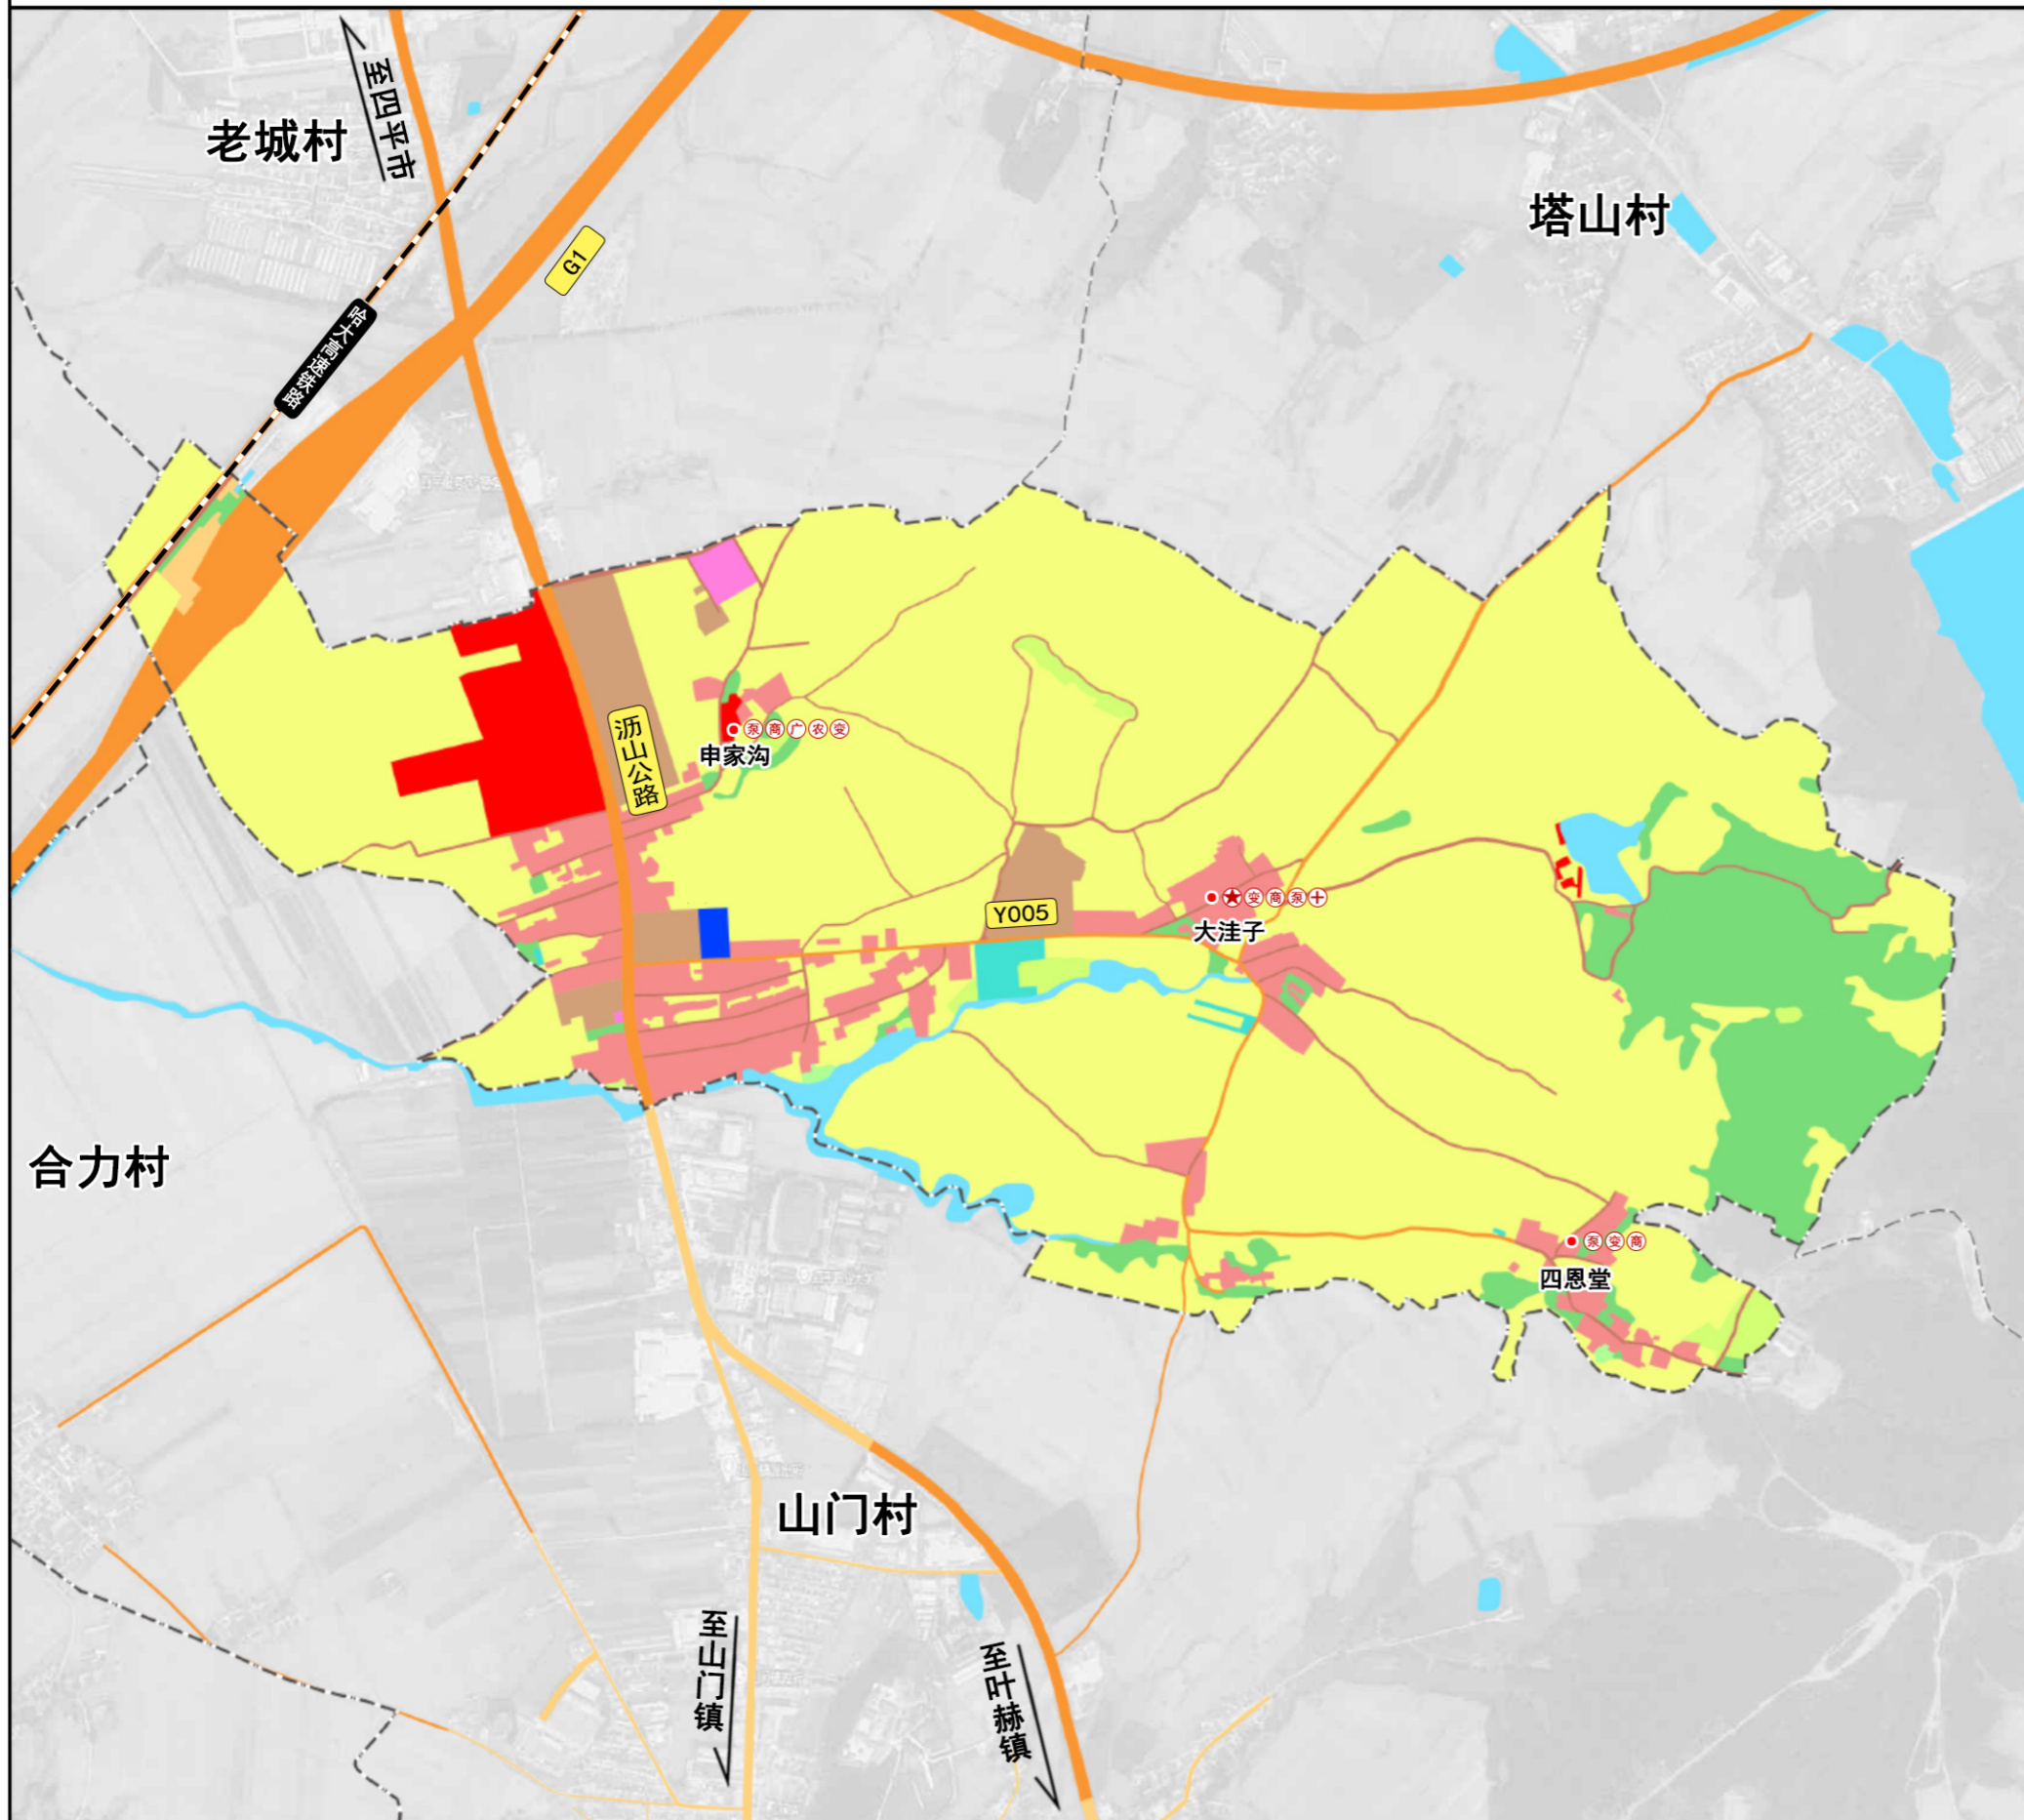 至四平市
老城村
塔山村
G1
哈大高速铁路
沥山公路
泵 商 广 农 变
申家沟
变 商 泵
Y005
大洼子
合力村
泵 变 商
四恩堂
山门村
至山门镇
至叶赫镇